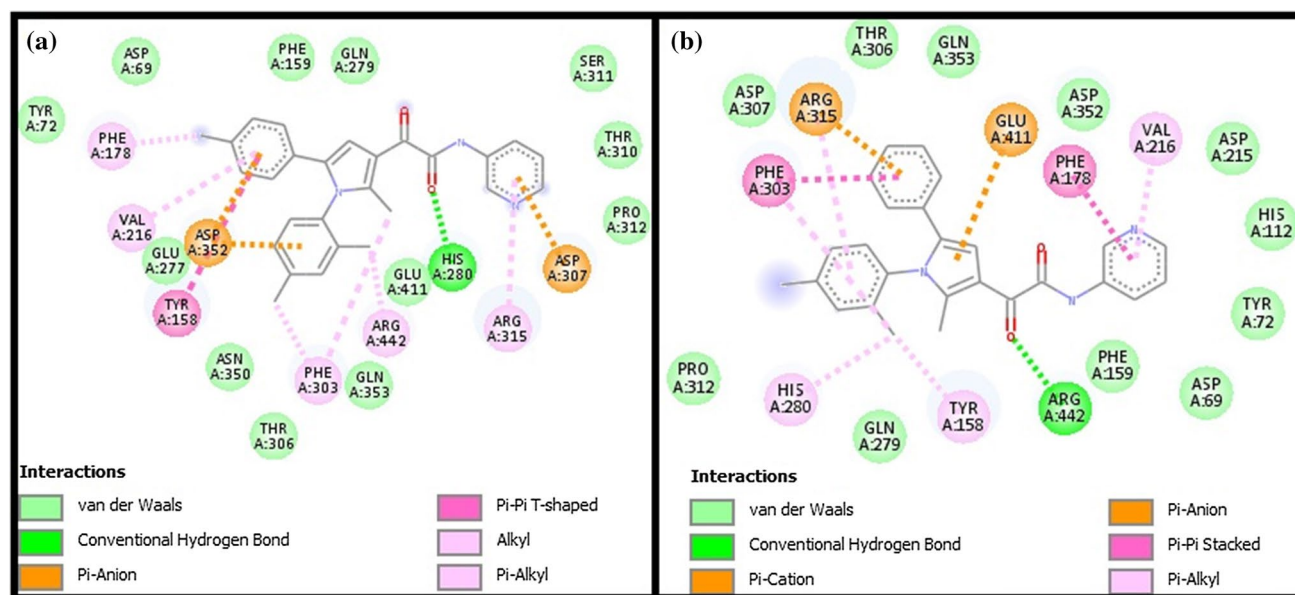 (a)
ASP
A:69
PHE
A:159
GLN
A:279
SER
A:311
TYR
A:72
PHE
A:178
THR
A:310
VAL
A:216
GLU
A:277
ASP
A:352
PRO
A:312
TYR
A:158
GLU
A:411
HIS
A:280
ASP
A:307
ARG
A:442
ARG
A:315
ASN
A:350
PHE
A:303
GLN
A:353
THR
A:306
N
N
O
O
N
Interactions
van der Waals
Conventional Hydrogen Bond
Pi-Anion
Pi-Pi T-shaped
Alkyl
Pi-Alkyl
(b)
THR
A:306
GLN
A:353
ASP
A:307
ARG
A:315
GLU
A:411
ASP
A:352
VAL
A:216
ASP
A:215
PHE
A:303
PHE
A:178
HIS
A:112
TYR
A:72
PRO
A:312
HIS
A:280
GLN
A:279
TYR
A:158
ARG
A:442
PHE
A:159
ASP
A:69
N
O
O
N
N
Interactions
van der Waals
Conventional Hydrogen Bond
Pi-Cation
Pi-Anion
Pi-Pi Stacked
Pi-Alkyl